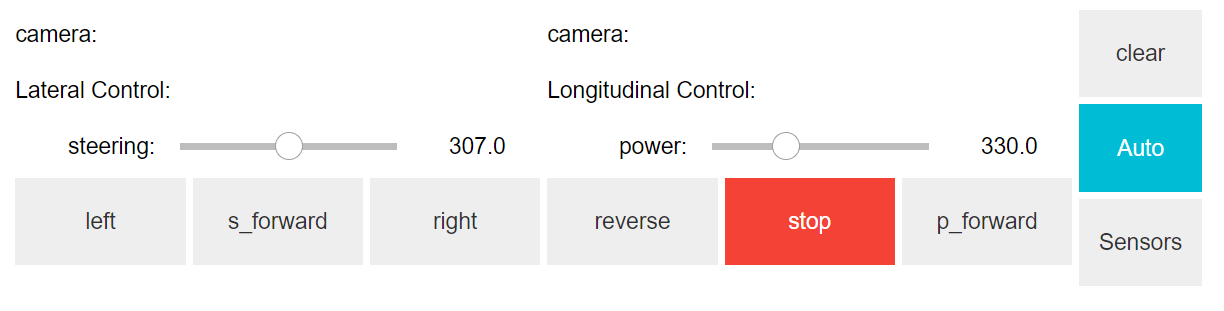 camera:
camera:
clear
Lateral Control:
Longitudinal Control:
Auto
steering: 307.0
power: 330.0
left
s_forward
right
reverse
stop
p_forward
Sensors